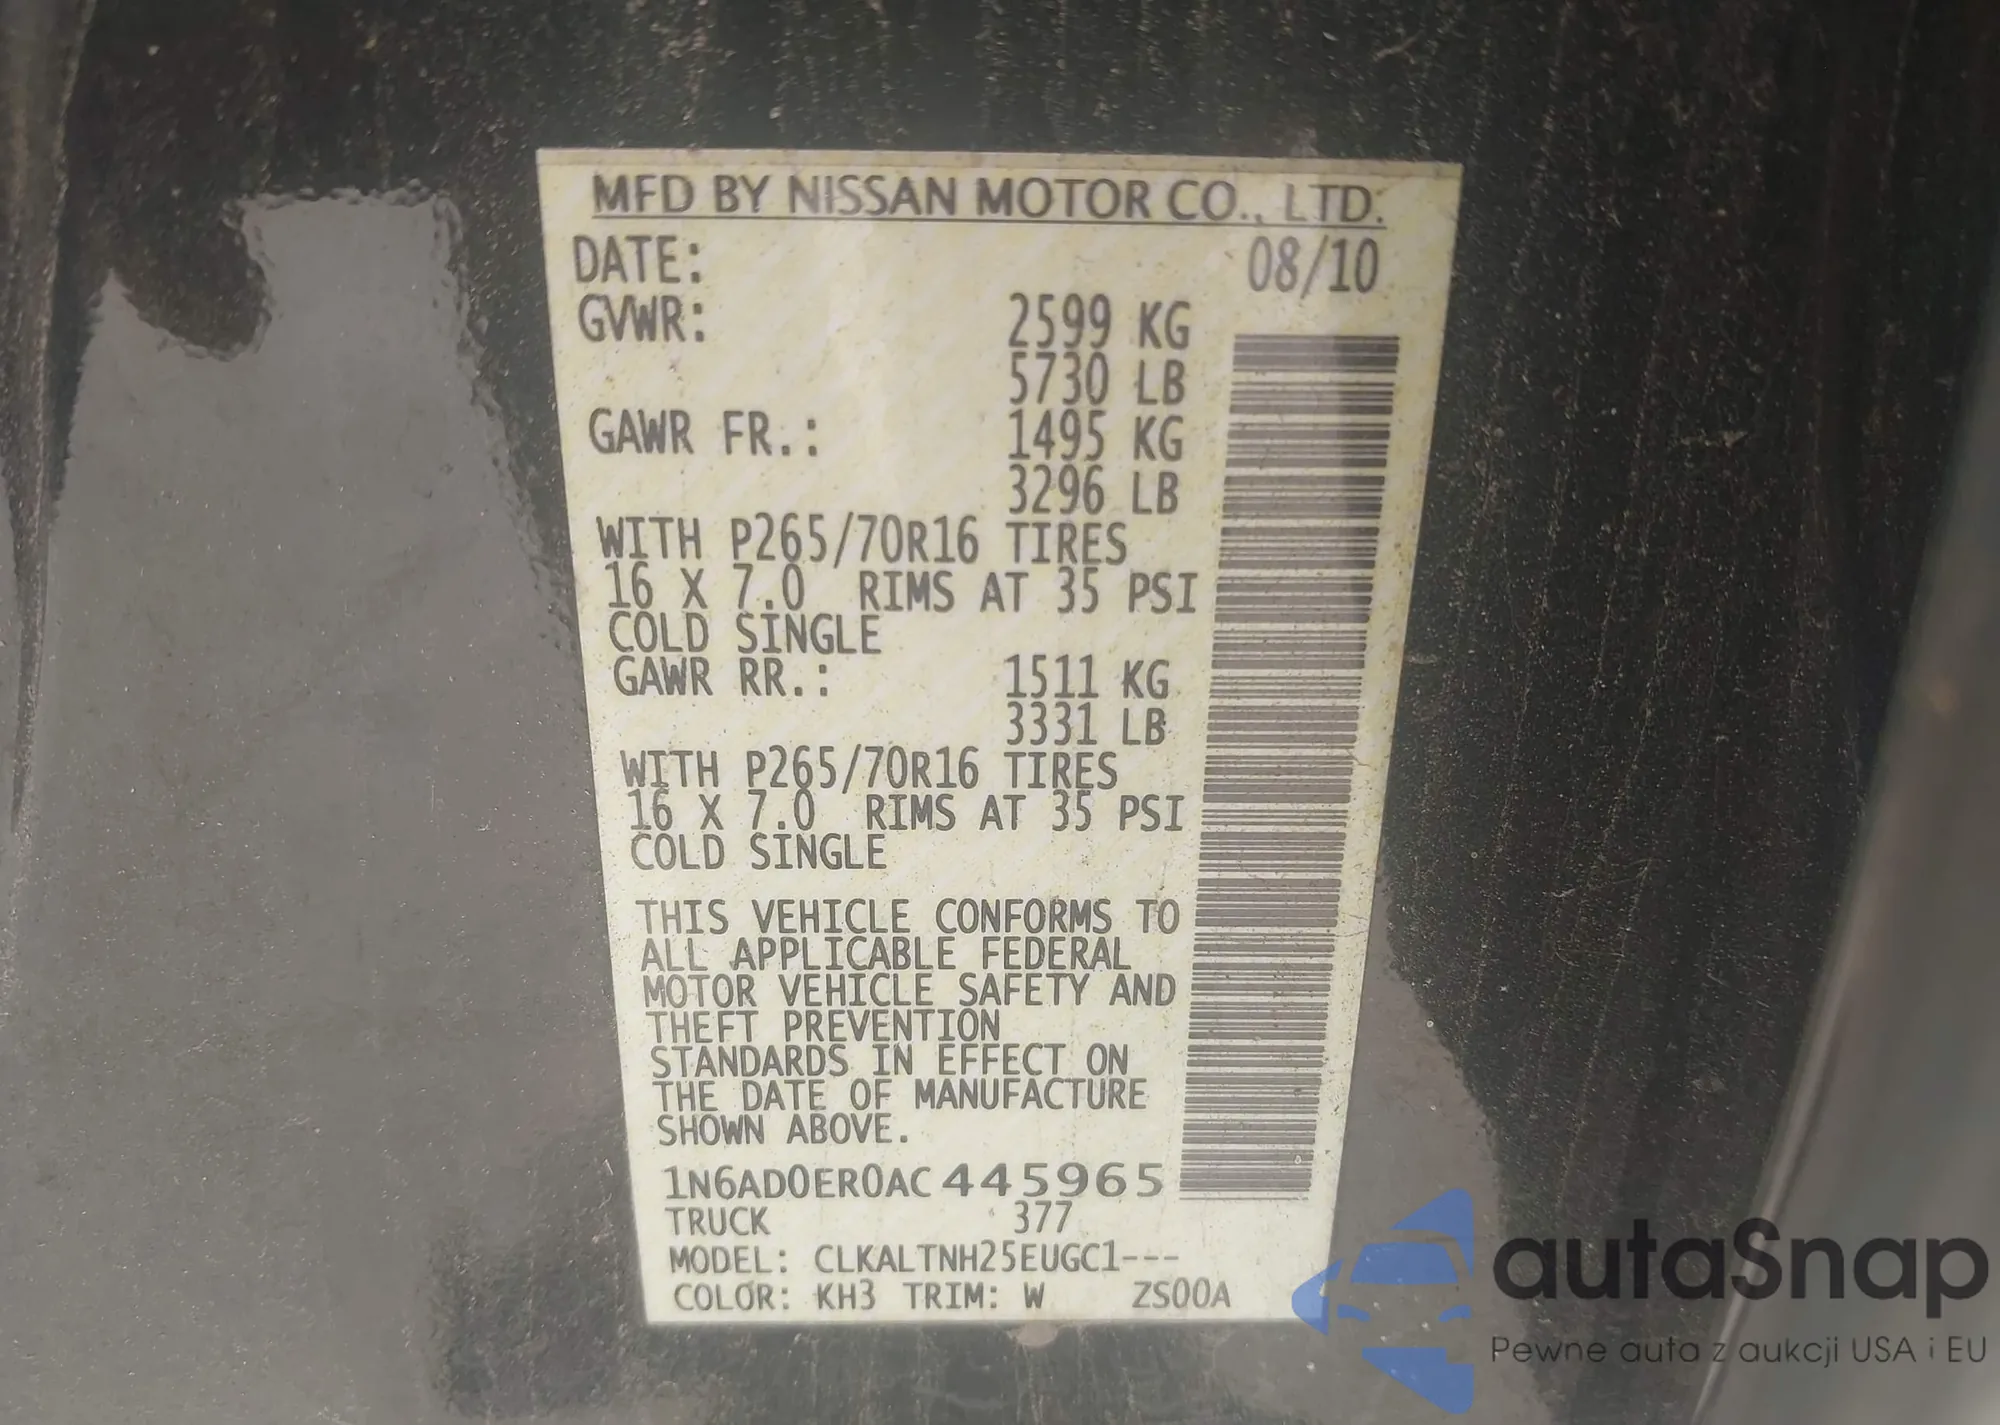 MFD BY NISSAN MOTOR CO., LTD.
DATE: 08/10
GVWR: 2599 KG
5730 LB
GAWR FR.: 1495 KG
3296 LB
WITH P265/70R16 TIRES
16 X 7.0 RIMS AT 35 PSI
COLD SINGLE
GAWR RR.: 1511 KG
3331 LB
WITH P265/70R16 TIRES
16 X 7.0 RIMS AT 35 PSI
COLD SINGLE
THIS VEHICLE CONFORMS TO
ALL APPLICABLE FEDERAL
MOTOR VEHICLE SAFETY AND
THEFT PREVENTION
STANDARDS IN EFFECT ON
THE DATE OF MANUFACTURE
SHOWN ABOVE.
1N6AD0ER0AC445965
TRUCK 377
MODEL: CLKALTNH25EUGC1---
COLOR: KH3 TRIM: W ZS00A
autaSnap
Pewne auta z aukcji USA i EU